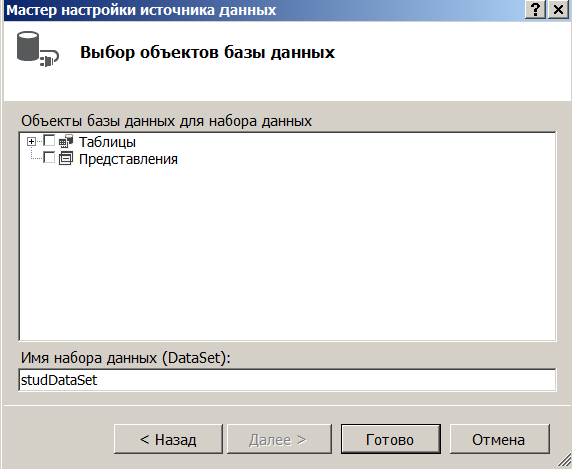 Мастер настройки источника данных
Выбор объектов базы данных
Объекты базы данных для набора данных
Таблицы
Представления
Имя набора данных (DataSet):
studDataSet
< Назад
Далее >
Готово
Отмена